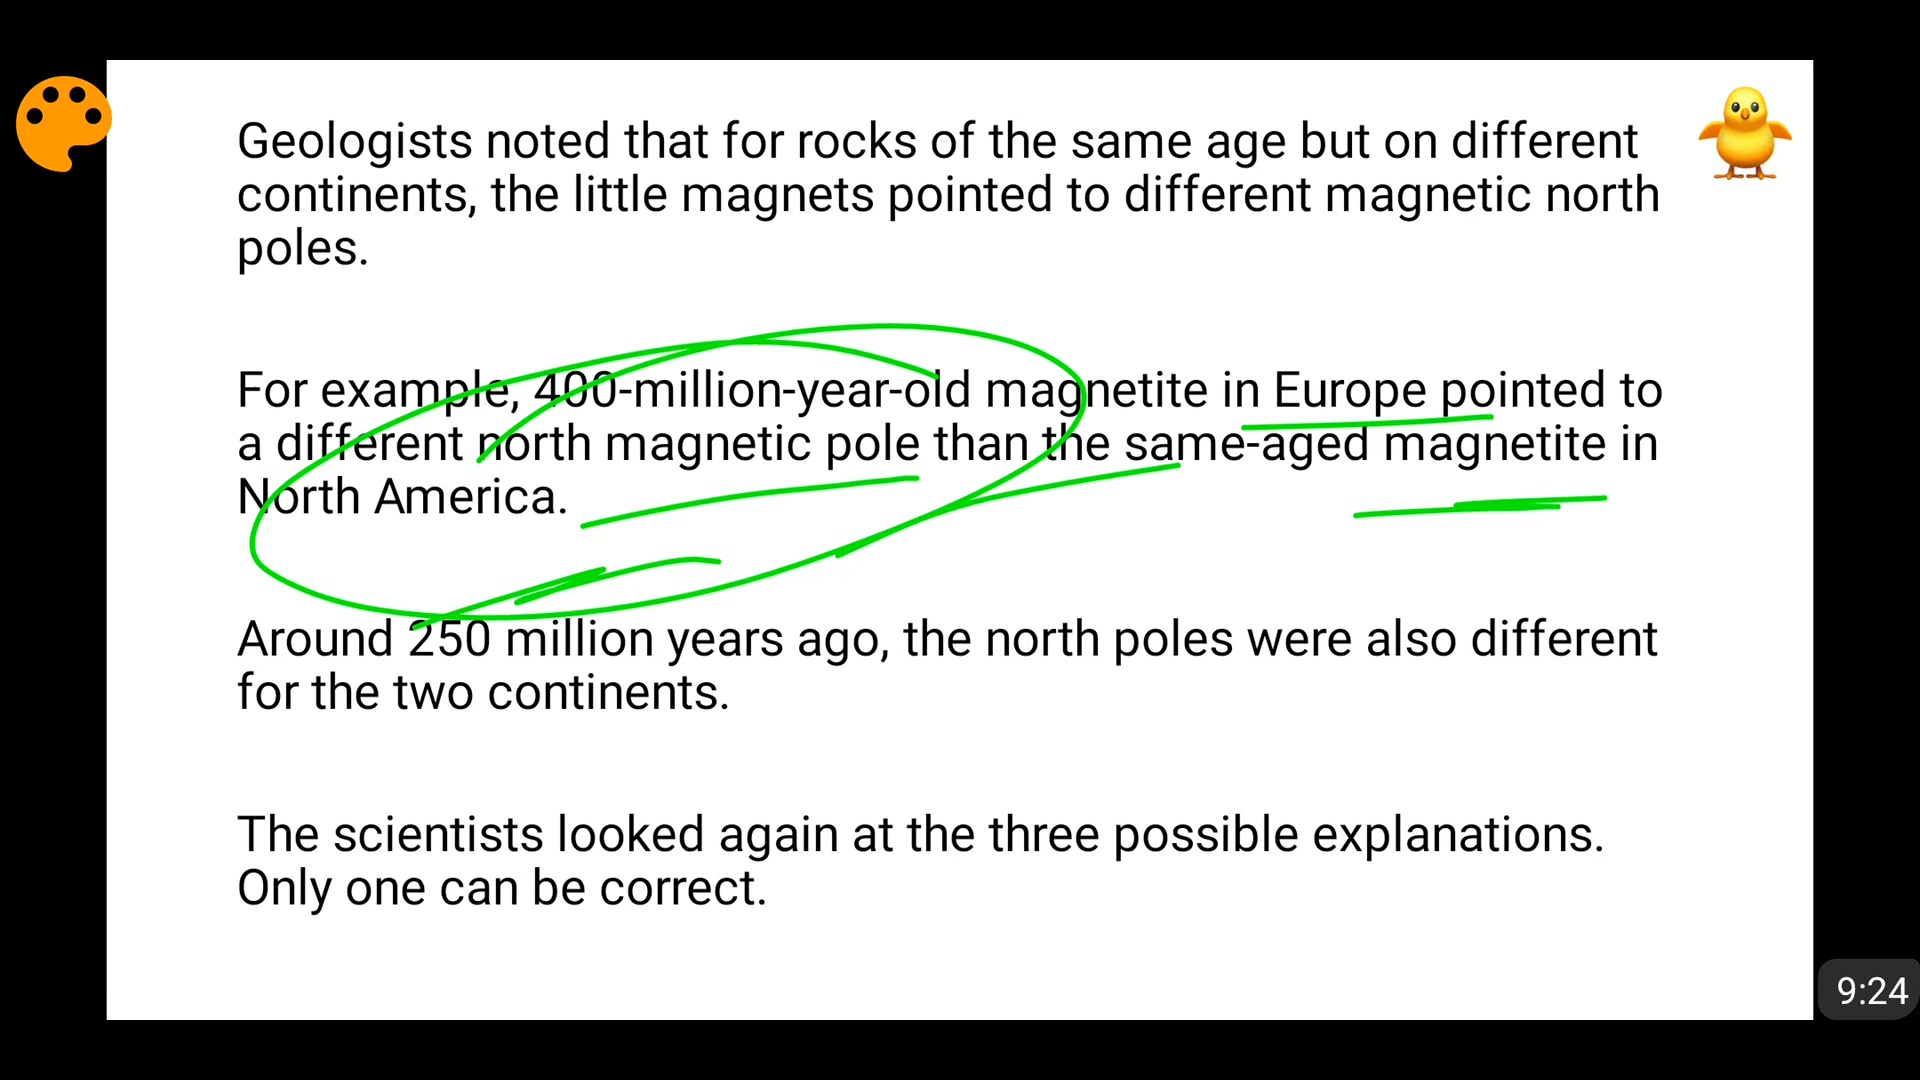 Geologists noted that for rocks of the same age but on different
continents, the little magnets pointed to different magnetic north
poles.
For example, 400-million-year-old magnetite in Europe pointed to
a different north magnetic pole than the same-aged magnetite in
North America.
Around 250 million years ago, the north poles were also different
for the two continents.
The scientists looked again at the three possible explanations.
Only one can be correct.
9:24